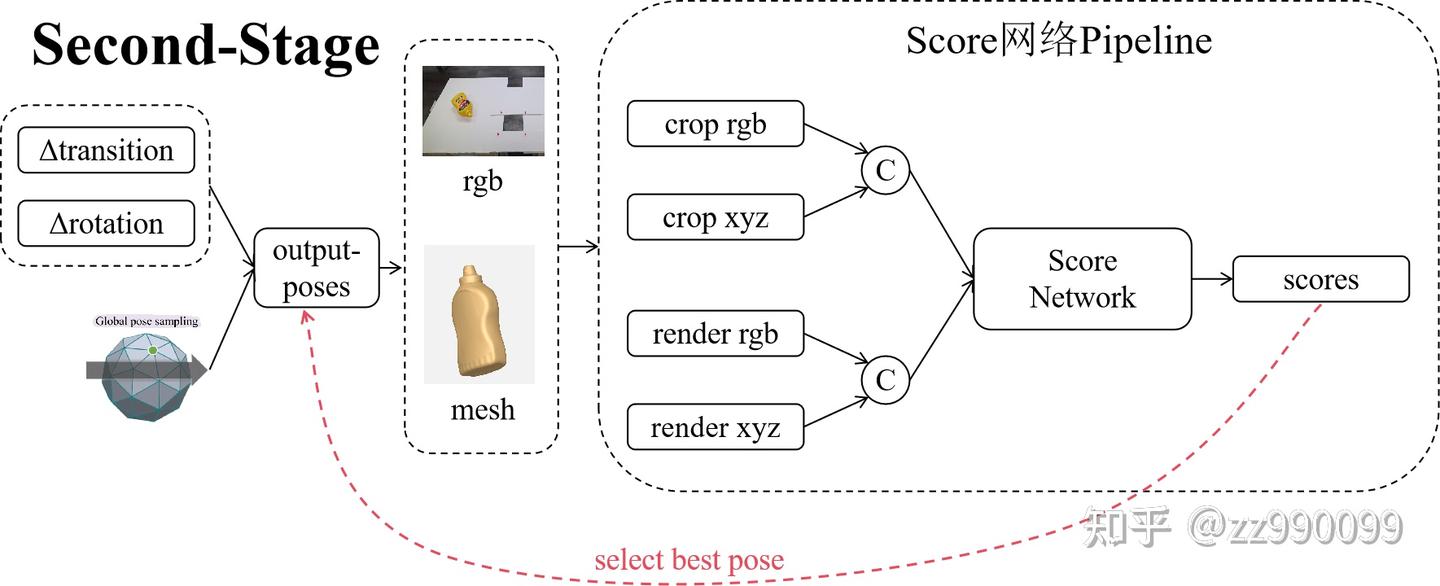 Second-Stage
Score网络Pipeline
Δtransition
Δrotation
Global pose sampling
output-
poses
rgb
mesh
crop rgb
crop xyz
C
render rgb
render xyz
C
Score
Network
scores
select best pose
知乎 @zz990099